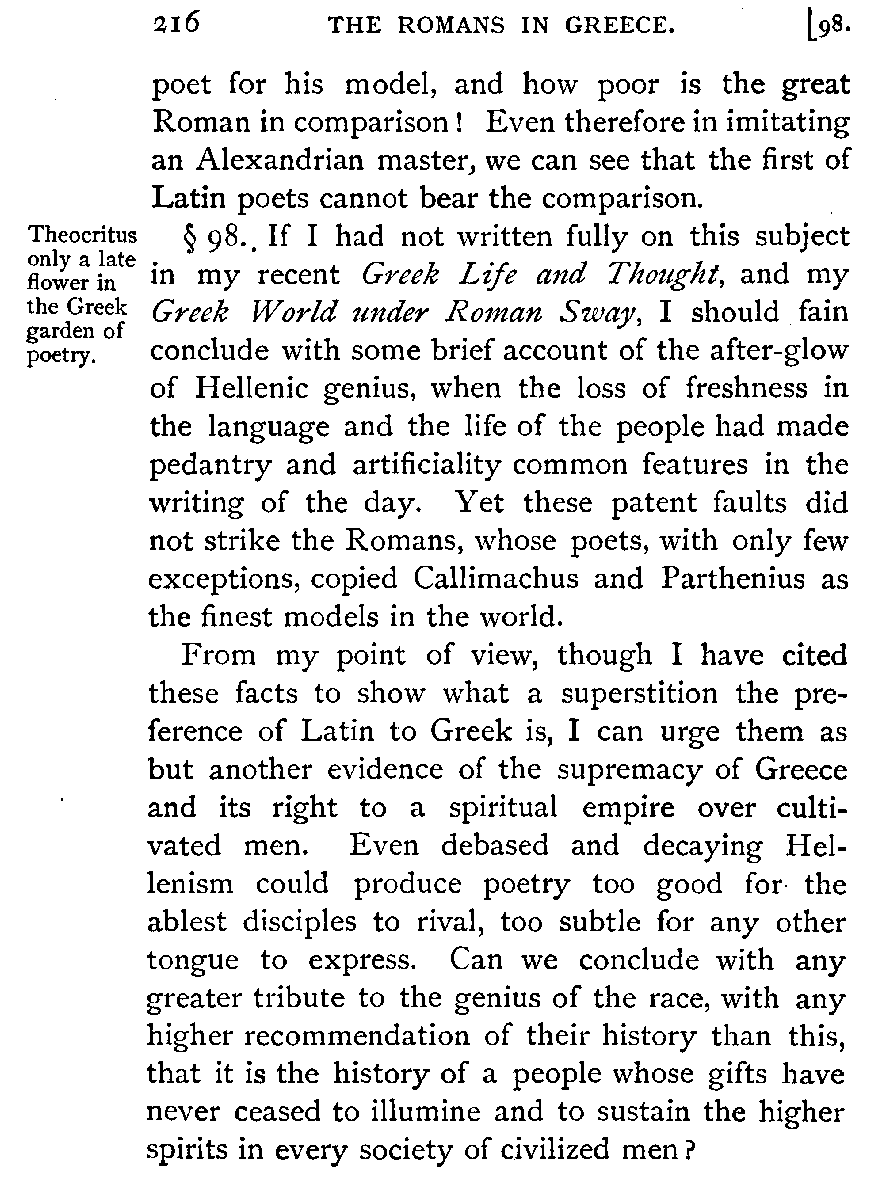 216 THE ROMANS IN GREECE. [98.
poet for his model, and how poor is the great
Roman in comparison! Even therefore in imitating
an Alexandrian master, we can see that the first of
Latin poets cannot bear the comparison.
Theocritus
only a late
flower in
the Greek
garden of
poetry.
§ 98. If I had not written fully on this subject
in my recent Greek Life and Thought, and my
Greek World under Roman Sway, I should fain
conclude with some brief account of the after-glow
of Hellenic genius, when the loss of freshness in
the language and the life of the people had made
pedantry and artificiality common features in the
writing of the day. Yet these patent faults did
not strike the Romans, whose poets, with only few
exceptions, copied Callimachus and Parthenius as
the finest models in the world.
From my point of view, though I have cited
these facts to show what a superstition the pre-
ference of Latin to Greek is, I can urge them as
but another evidence of the supremacy of Greece
and its right to a spiritual empire over culti-
vated men. Even debased and decaying Hel-
lenism could produce poetry too good for the
ablest disciples to rival, too subtle for any other
tongue to express. Can we conclude with any
greater tribute to the genius of the race, with any
higher recommendation of their history than this,
that it is the history of a people whose gifts have
never ceased to illumine and to sustain the higher
spirits in every society of civilized men?